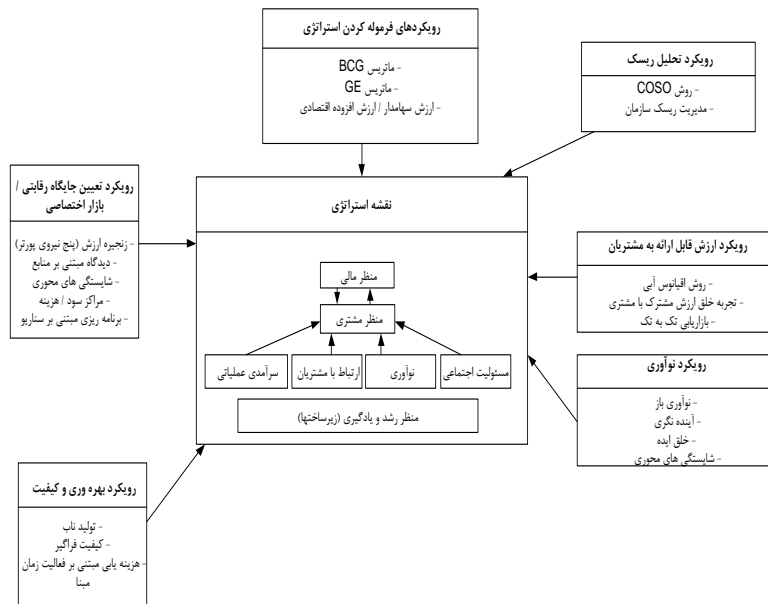 رویکردهای فرموله کردن استراتژی
- ماتریس BCG
- ماتریس GE
- ارزش سهامدار / ارزش افزوده اقتصادی
رویکرد تحلیل ریسک
- روش COSO
- مدیریت ریسک سازمان
رویکرد تعیین جایگاه رقابتی /
بازار اختصاصی
- زنجیره ارزش (پنج نیروی پورتر)
- دیدگاه مبتنی بر منابع
- شایستگی های محوری
- مراکز سود / هزینه
- برنامه ریزی مبتنی بر سناریو
نقشه استراتژی
منظر مالی
منظر مشتری
مسئولیت اجتماعی
نوآوری
ارتباط با مشتریان
سرآمدی عملیاتی
منظر رشد و یادگیری (زیرساختها)
رویکرد ارزش قابل ارائه به مشتریان
- روش اقیانوس آبی
- تجربه خلق ارزش مشترک با مشتری
- بازاریابی تک به تک
رویکرد نوآوری
- نوآوری باز
- آینده نگری
- خلق ایده
- شایستگی های محوری
رویکرد بهره وری و کیفیت
- تولید ناب
- کیفیت فراگیر
- هزینه یابی مبتنی بر فعالیت زمان
مبنا